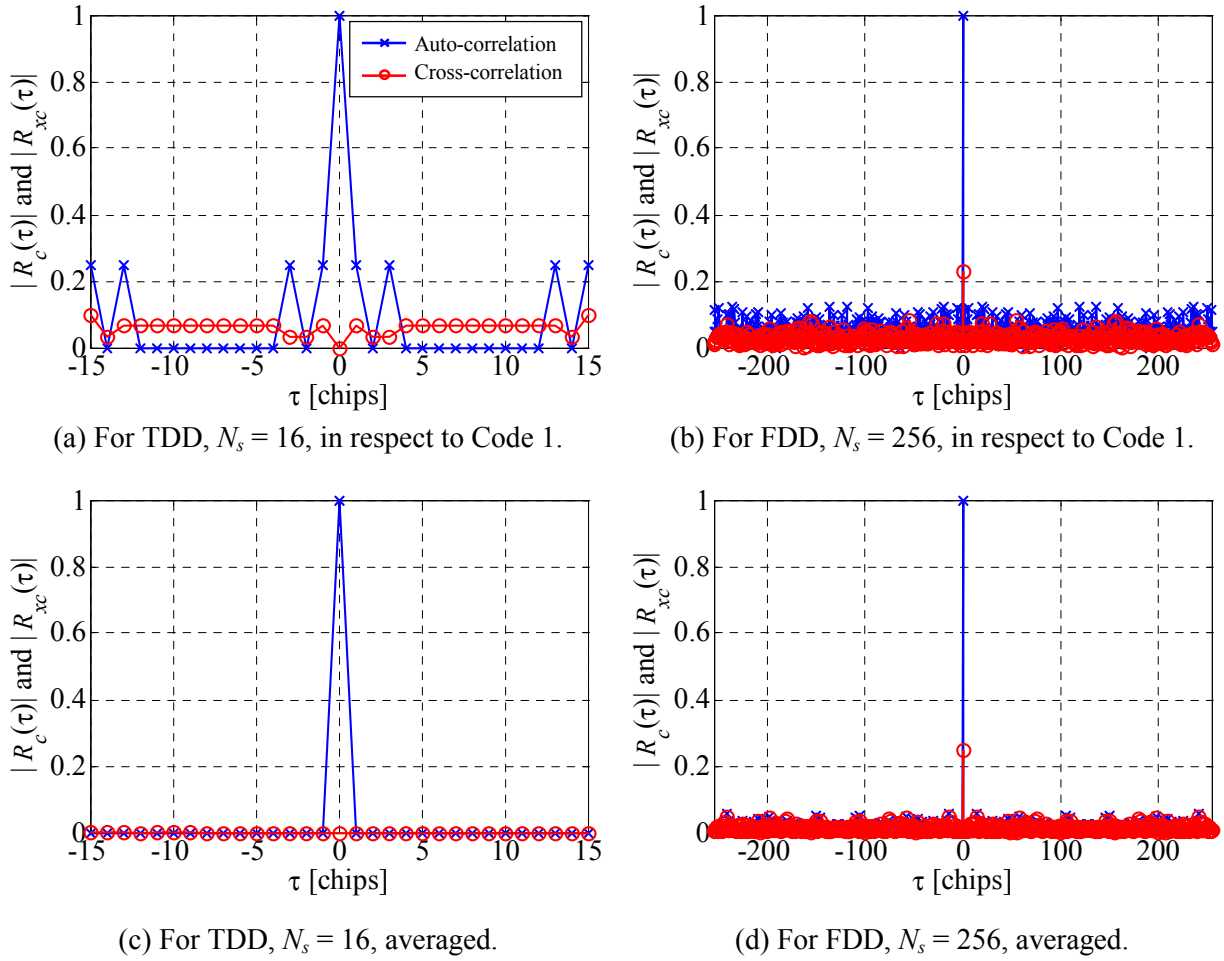 1
0.8
0.6
0.4
0.2
0
|R_c(τ)| and |R_xc(τ)|
Auto-correlation
Cross-correlation
-15 -10 -5 0 5 10 15
τ [chips]
(a) For TDD, N_s = 16, in respect to Code 1.
1
0.8
0.6
0.4
0.2
0
|R_c(τ)| and |R_xc(τ)|
-200 -100 0 100 200
τ [chips]
(b) For FDD, N_s = 256, in respect to Code 1.
1
0.8
0.6
0.4
0.2
0
|R_c(τ)| and |R_xc(τ)|
-15 -10 -5 0 5 10 15
τ [chips]
(c) For TDD, N_s = 16, averaged.
1
0.8
0.6
0.4
0.2
0
|R_c(τ)| and |R_xc(τ)|
-200 -100 0 100 200
τ [chips]
(d) For FDD, N_s = 256, averaged.